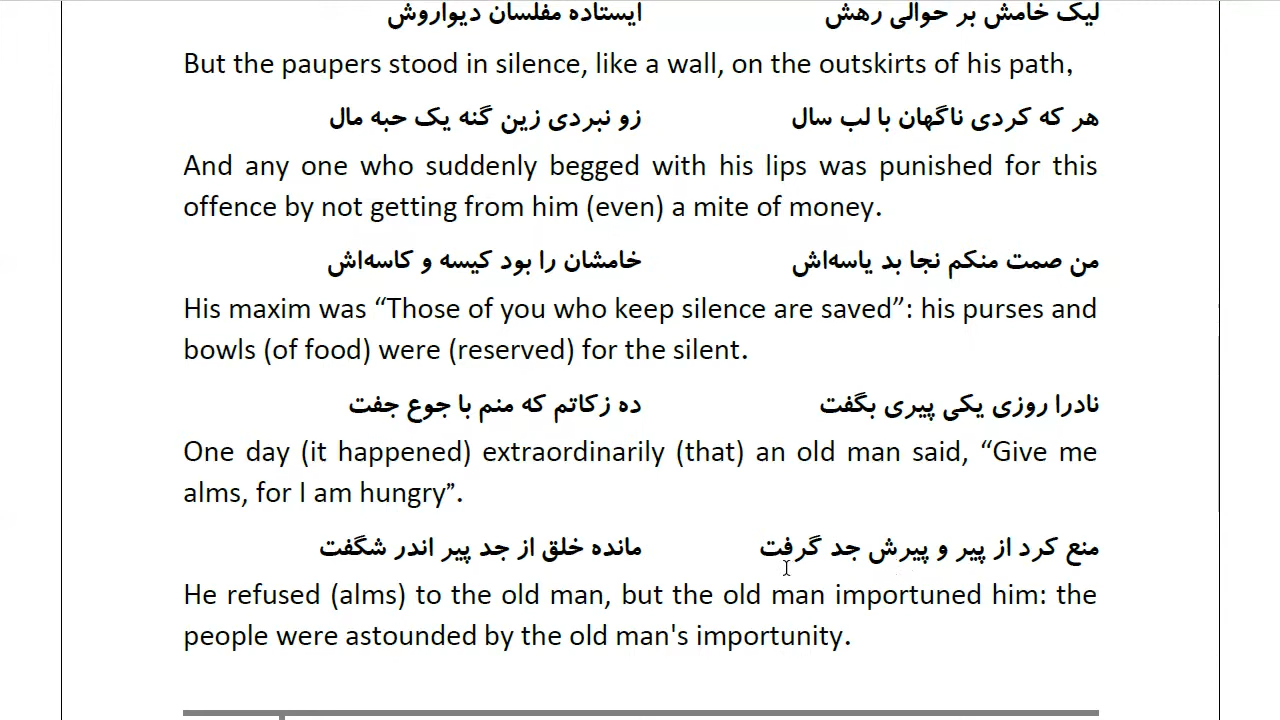 لیک خامش بر حوالی رهش ایستاده مفلسان دیواروش
But the paupers stood in silence, like a wall, on the outskirts of his path,
هر که کردی ناگهان با لب سال زو نبردی زین گنه یک حبه مال
And any one who suddenly begged with his lips was punished for this
offence by not getting from him (even) a mite of money.
من صمت منکم نجا بد یاسه‌اش خامشان را بود کیسه و کاسه‌اش
His maxim was “Those of you who keep silence are saved”: his purses and
bowls (of food) were (reserved) for the silent.
نادرا روزی یکی پیری بگفت ده زکاتم که منم با جوع جفت
One day (it happened) extraordinarily (that) an old man said, “Give me
alms, for I am hungry”.
منع کرد از پیر و پیرش جد گرفت مانده خلق از جد پیر اندر شگفت
He refused (alms) to the old man, but the old man importuned him: the
people were astounded by the old man's importunity.